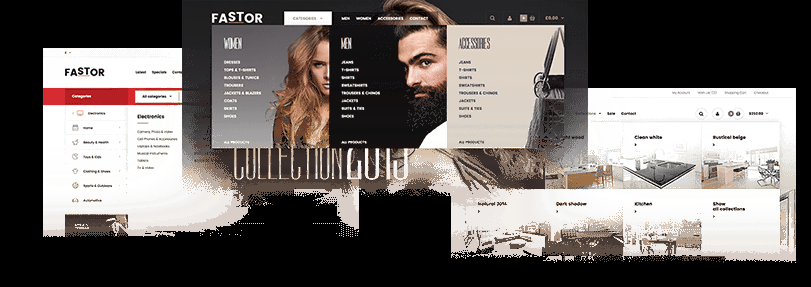 FASTOR
Latest Specials
Categories
All categories
Electronics
Home
Beauty & Health
Toys & Kids
Clothing & Shoes
Sports & Outdoors
Automotive
Electronics
Camera, Photo & Video
Cell Phones & Accessories
Laptops & Notebooks
Musical Instruments
Tablets
TV & Video
FASTOR
CATEGORIES
MEN WOMEN ACCESSORIES CONTACT
0
£0.00
WOMEN
DRESSES
TOPS & T-SHIRTS
BLOUSES & TUNICS
TROUSERS
JACKETS & BLAZERS
COATS
SKIRTS
SHOES
ALL PRODUCTS
MEN
JEANS
T-SHIRTS
SHIRTS
SWEATSHIRTS
TROUSERS & CHINOS
JACKETS
SUITS & TIES
SHOES
ALL PRODUCTS
ACCESSORIES
JEANS
T-SHIRTS
SHIRTS
SWEATSHIRTS
TROUSERS & CHINOS
JACKETS
SUITS & TIES
SHOES
ALL PRODUCTS
COLLECTION 2015
My Account
Shopping Cart
Checkout
Sale Contact
wood
Clean white
Rustical beige
Natural 2014
Dark shadow
Kitchen
Show
all collections